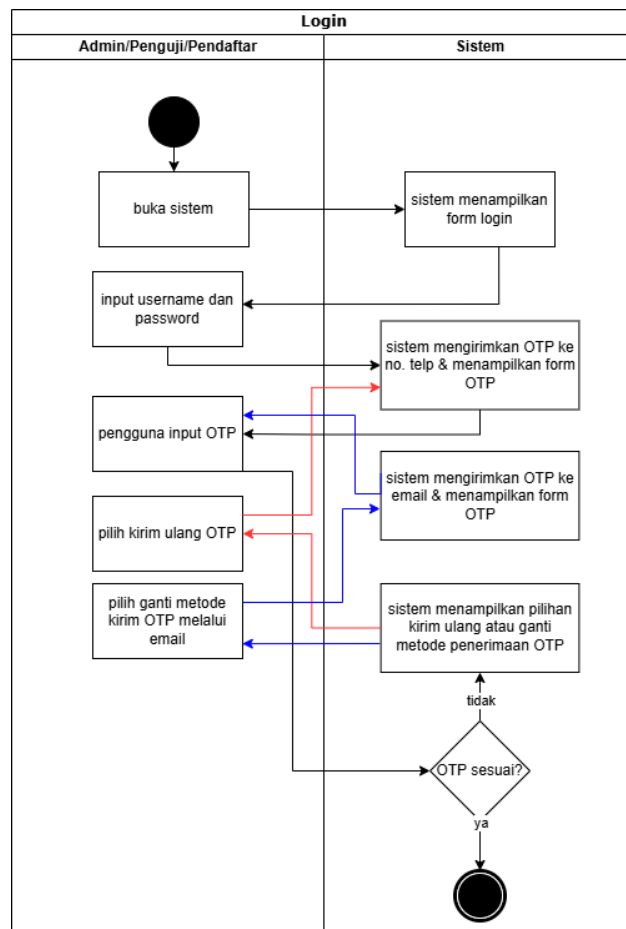 Login
Admin/Penguji/Pendaftar
Sistem
buka sistem
sistem menampilkan
form login
input username dan
password
sistem mengirimkan OTP ke
no. telp & menampilkan form
OTP
pengguna input OTP
sistem mengirimkan OTP ke
email & menampilkan form
OTP
pilih kirim ulang OTP
pilih ganti metode
kirim OTP melalui
email
sistem menampilkan pilihan
kirim ulang atau ganti
metode penerimaan OTP
tidak
OTP sesuai?
ya